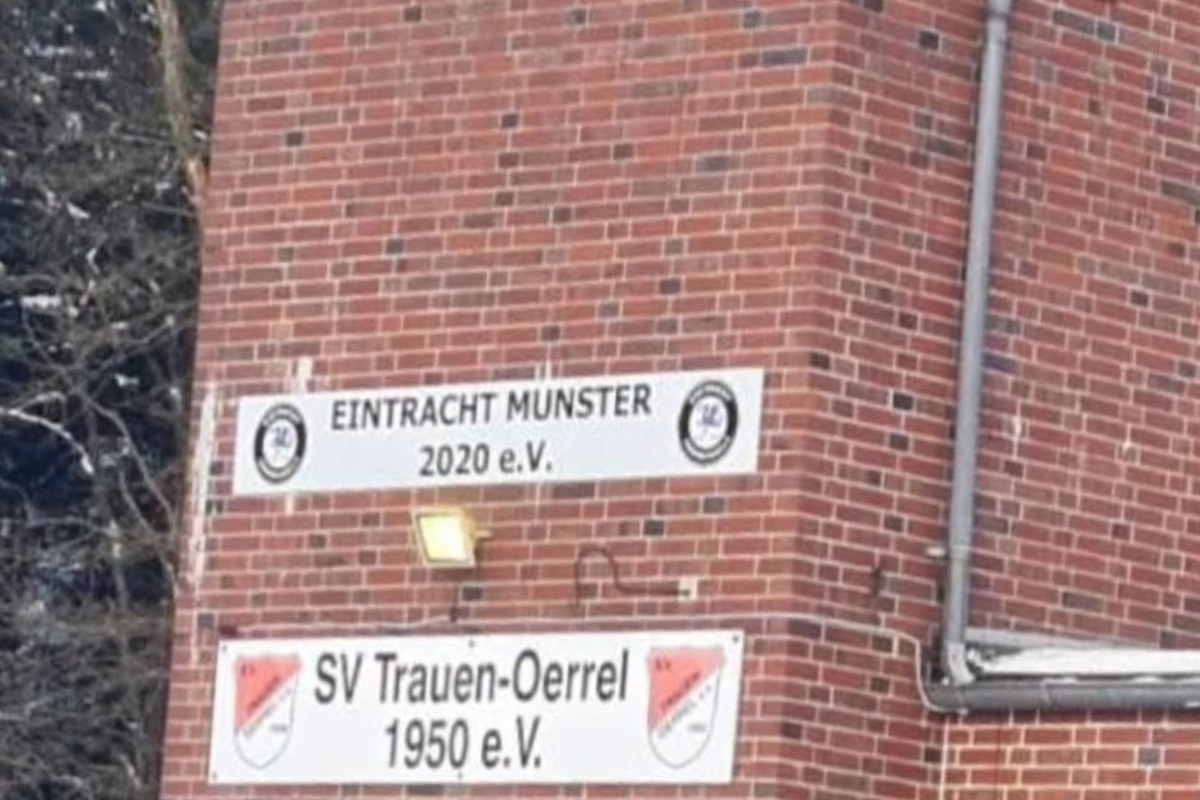 EINTRACHT MUNSTER
2020 e.V.
SV Trauen-Oerrel
1950 e.V.